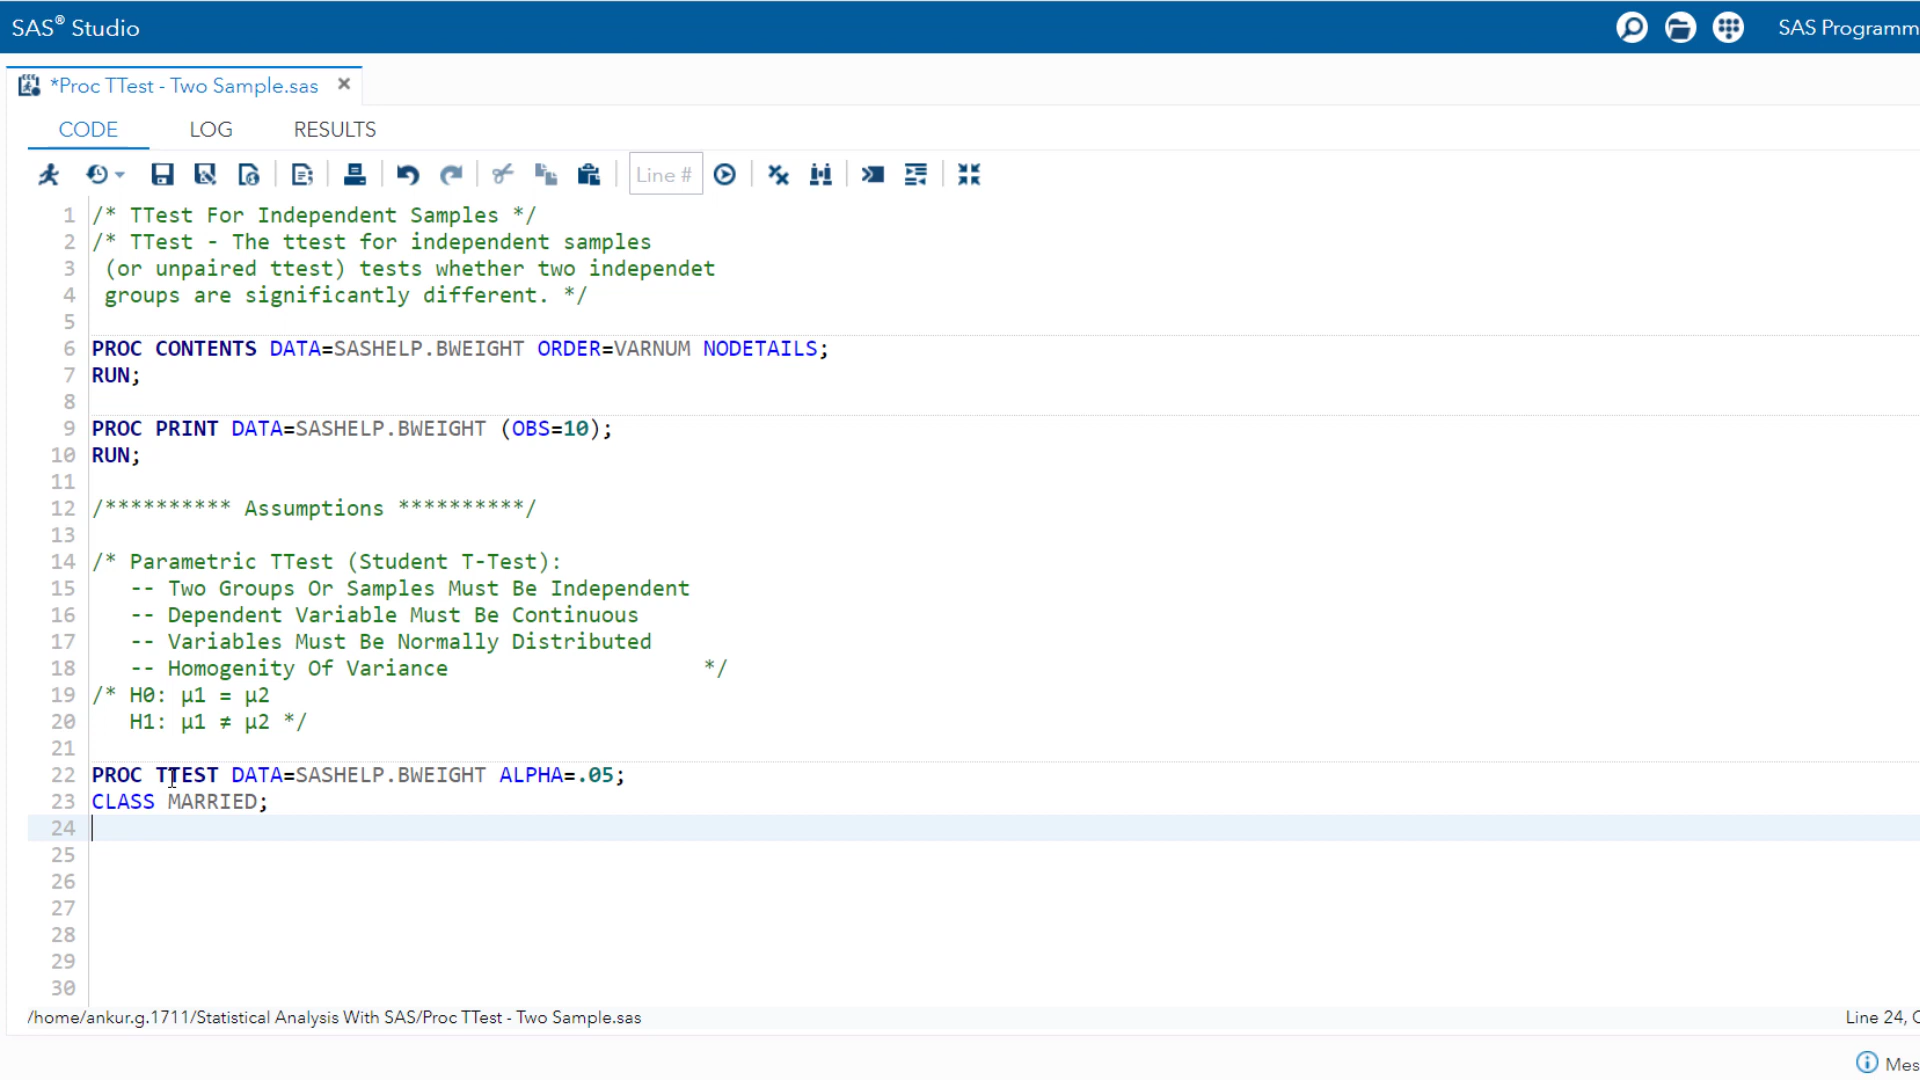 SAS® Studio
SAS Programm
*Proc TTest - Two Sample.sas
CODE LOG RESULTS
Line #
1 /* TTest For Independent Samples */
2 /* TTest - The ttest for independent samples
3 (or unpaired ttest) tests whether two independet
4 groups are significantly different. */
5
6 PROC CONTENTS DATA=SASHELP.BWEIGHT ORDER=VARNUM NODETAILS;
7 RUN;
8
9 PROC PRINT DATA=SASHELP.BWEIGHT (OBS=10);
10 RUN;
11
12 /********** Assumptions **********/
13
14 /* Parametric TTest (Student T-Test):
15 -- Two Groups Or Samples Must Be Independent
16 -- Dependent Variable Must Be Continuous
17 -- Variables Must Be Normally Distributed
18 -- Homogenity Of Variance */
19 /* H0: µ1 = µ2
20 H1: µ1 ≠ µ2 */
21
22 PROC TTEST DATA=SASHELP.BWEIGHT ALPHA=.05;
23 CLASS MARRIED;
24
25
26
27
28
29
30
/home/ankur.g.1711/Statistical Analysis With SAS/Proc TTest - Two Sample.sas
Line 24, C
Mes